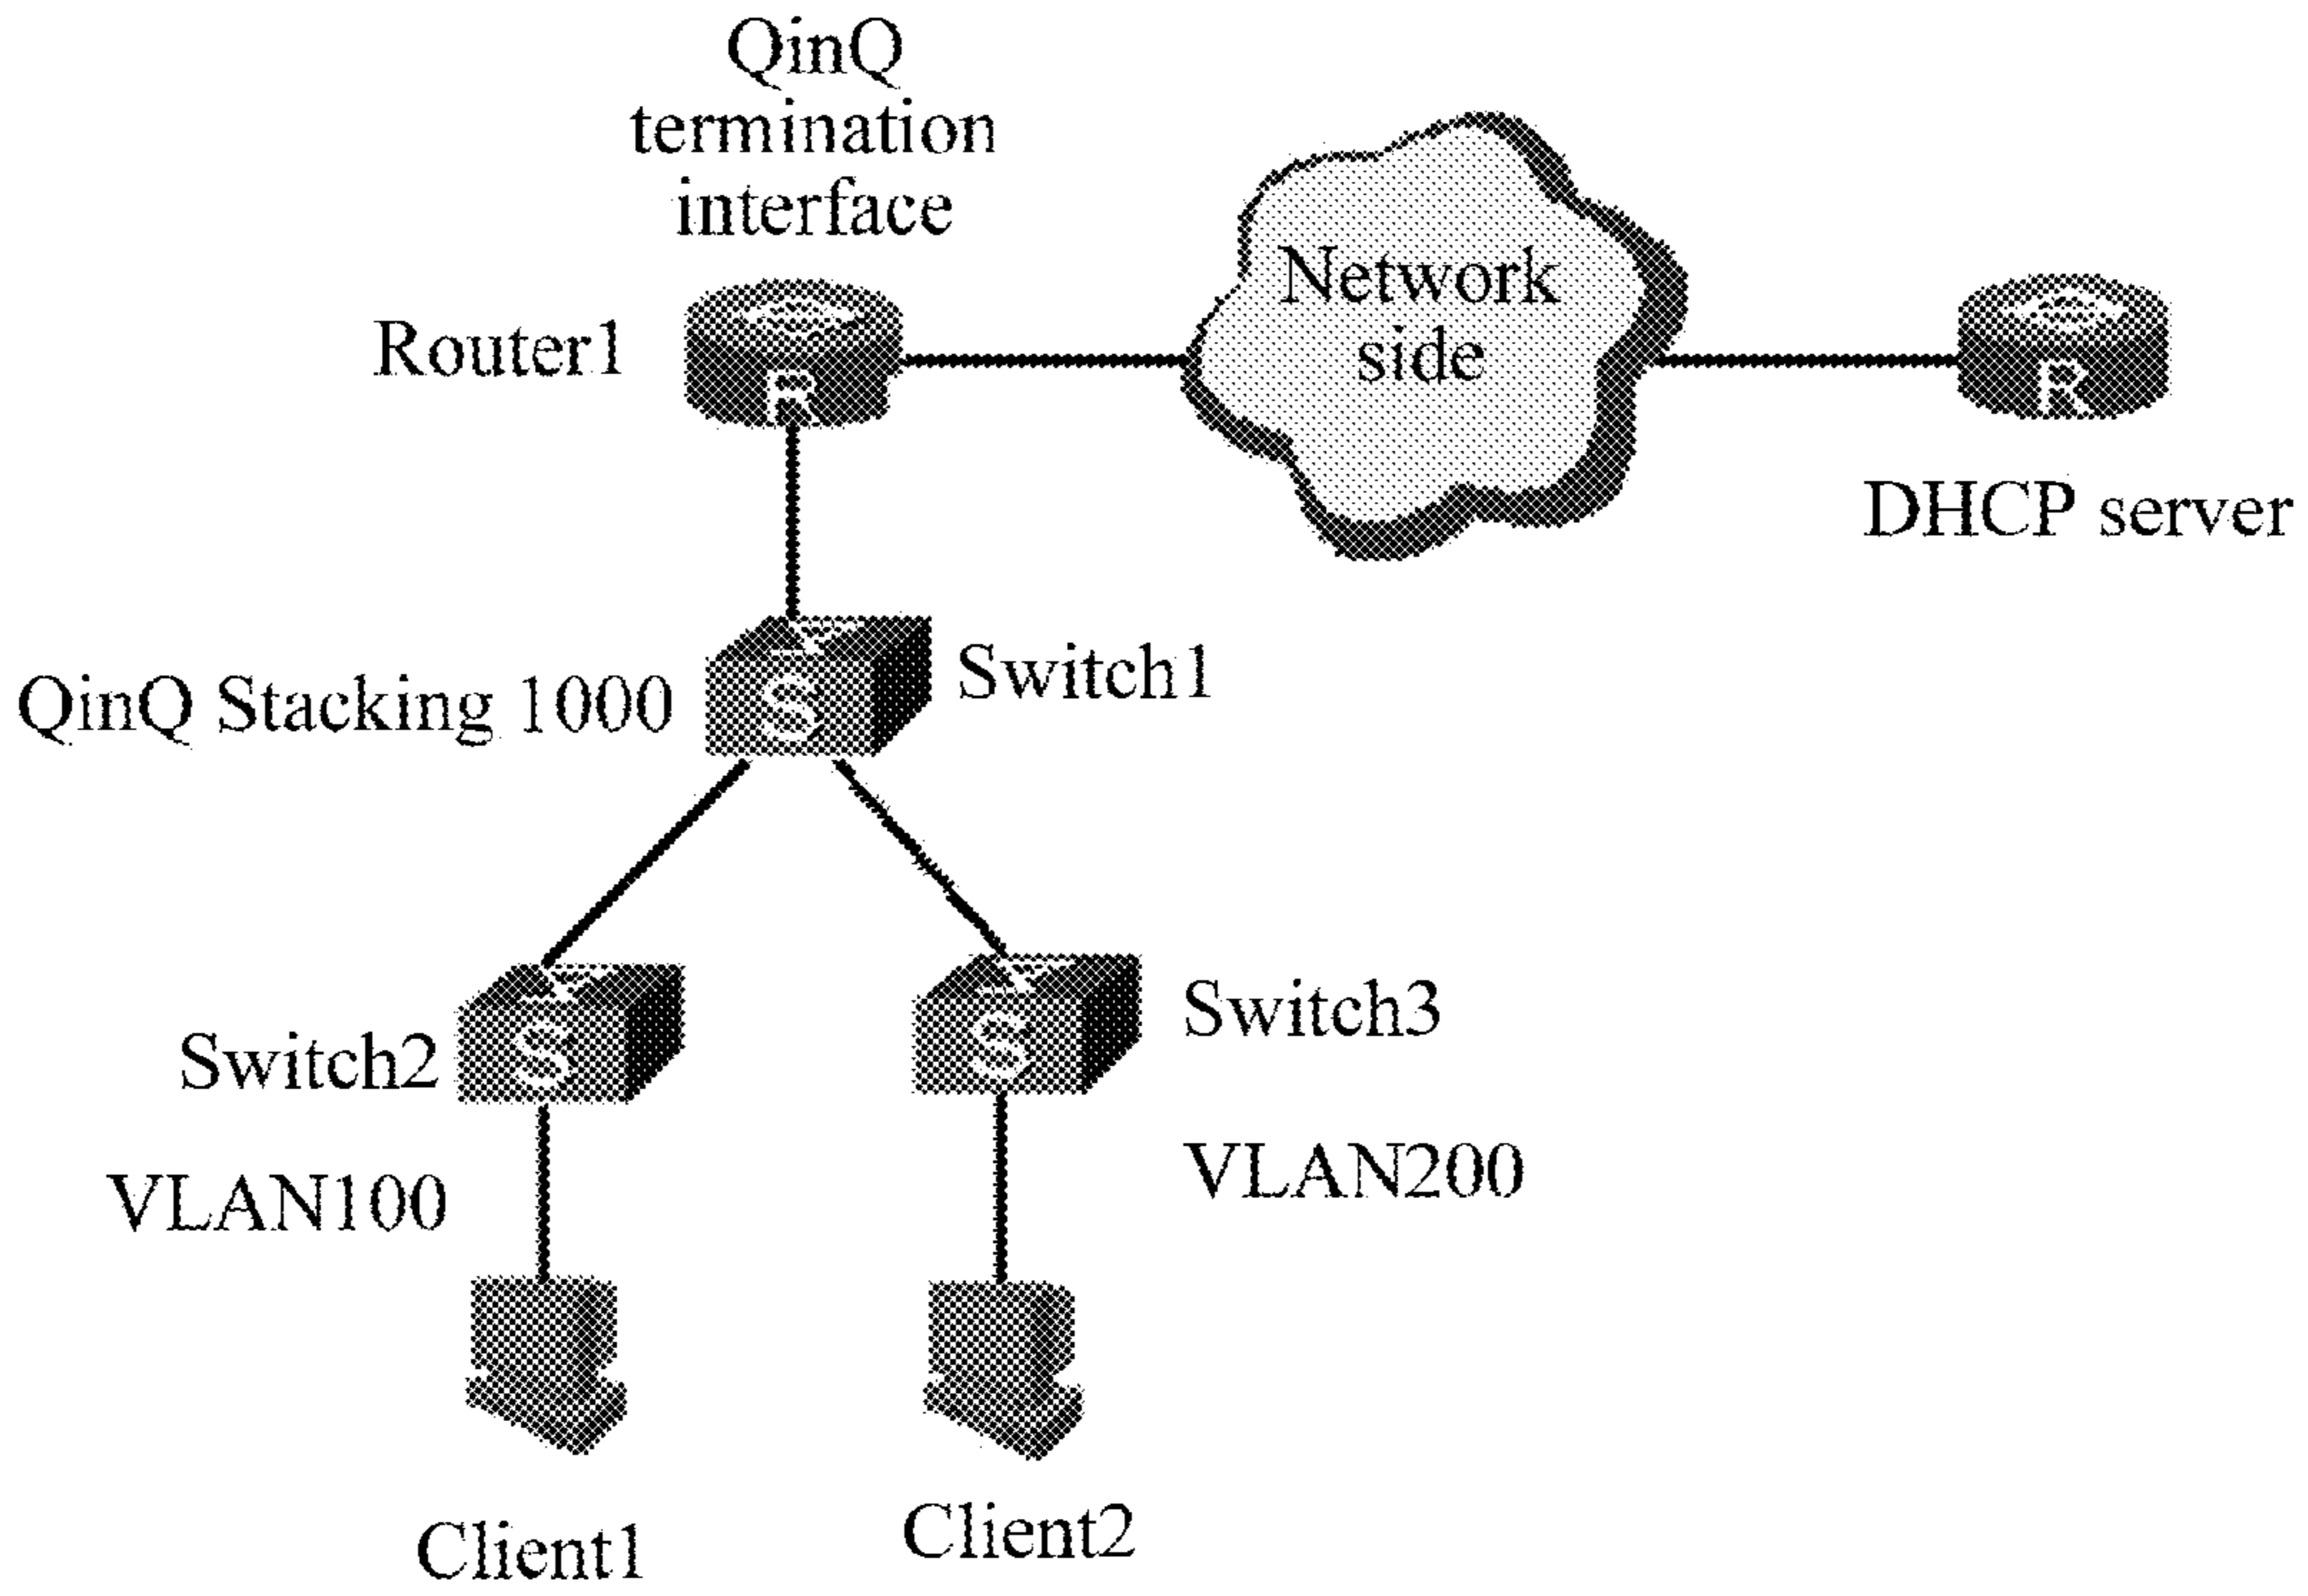 QinQ
termination
interface
Network
side
Router1
R
R
DHCP server
Switch1
QinQ Stacking 1000
S
Switch3
Switch2
S
S
VLAN100
VLAN200
Client1
Client2